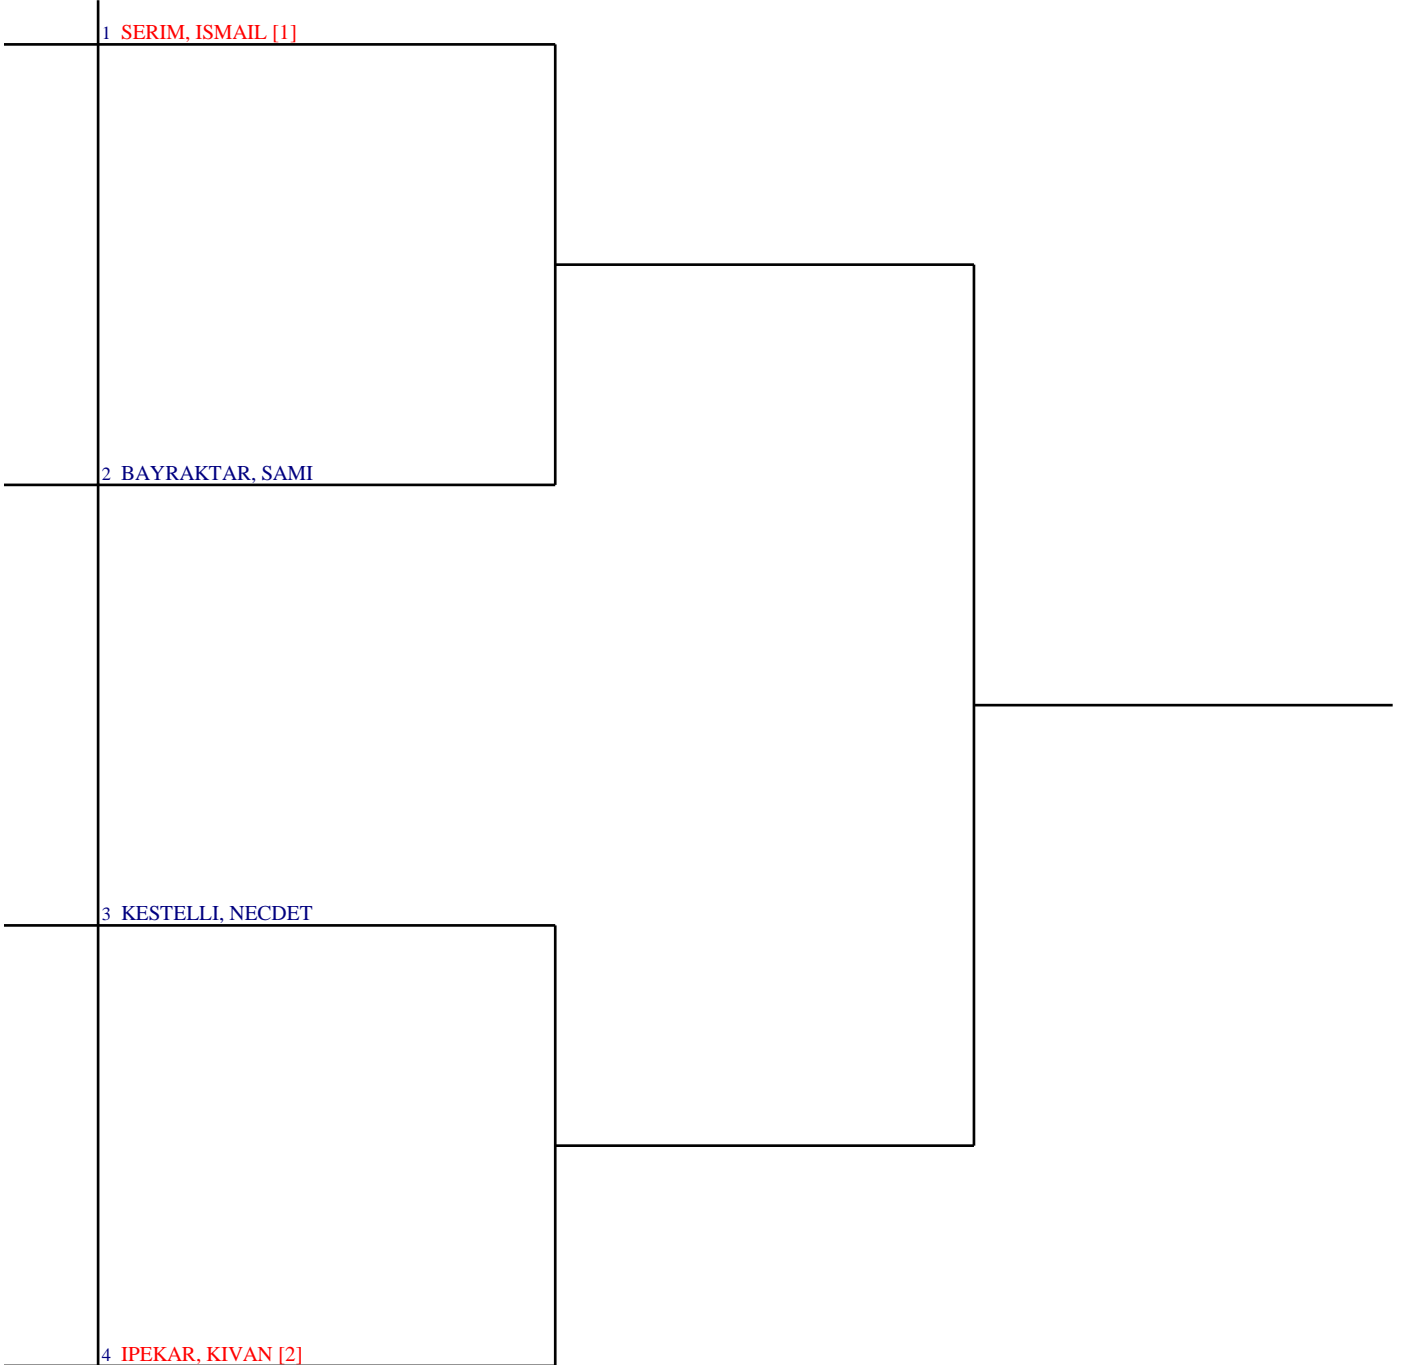 1 SERIM, ISMAIL [1]
2 BAYRAKTAR, SAMI
3 KESTELLI, NECDET
4 IPEKAR, KIVAN [2]